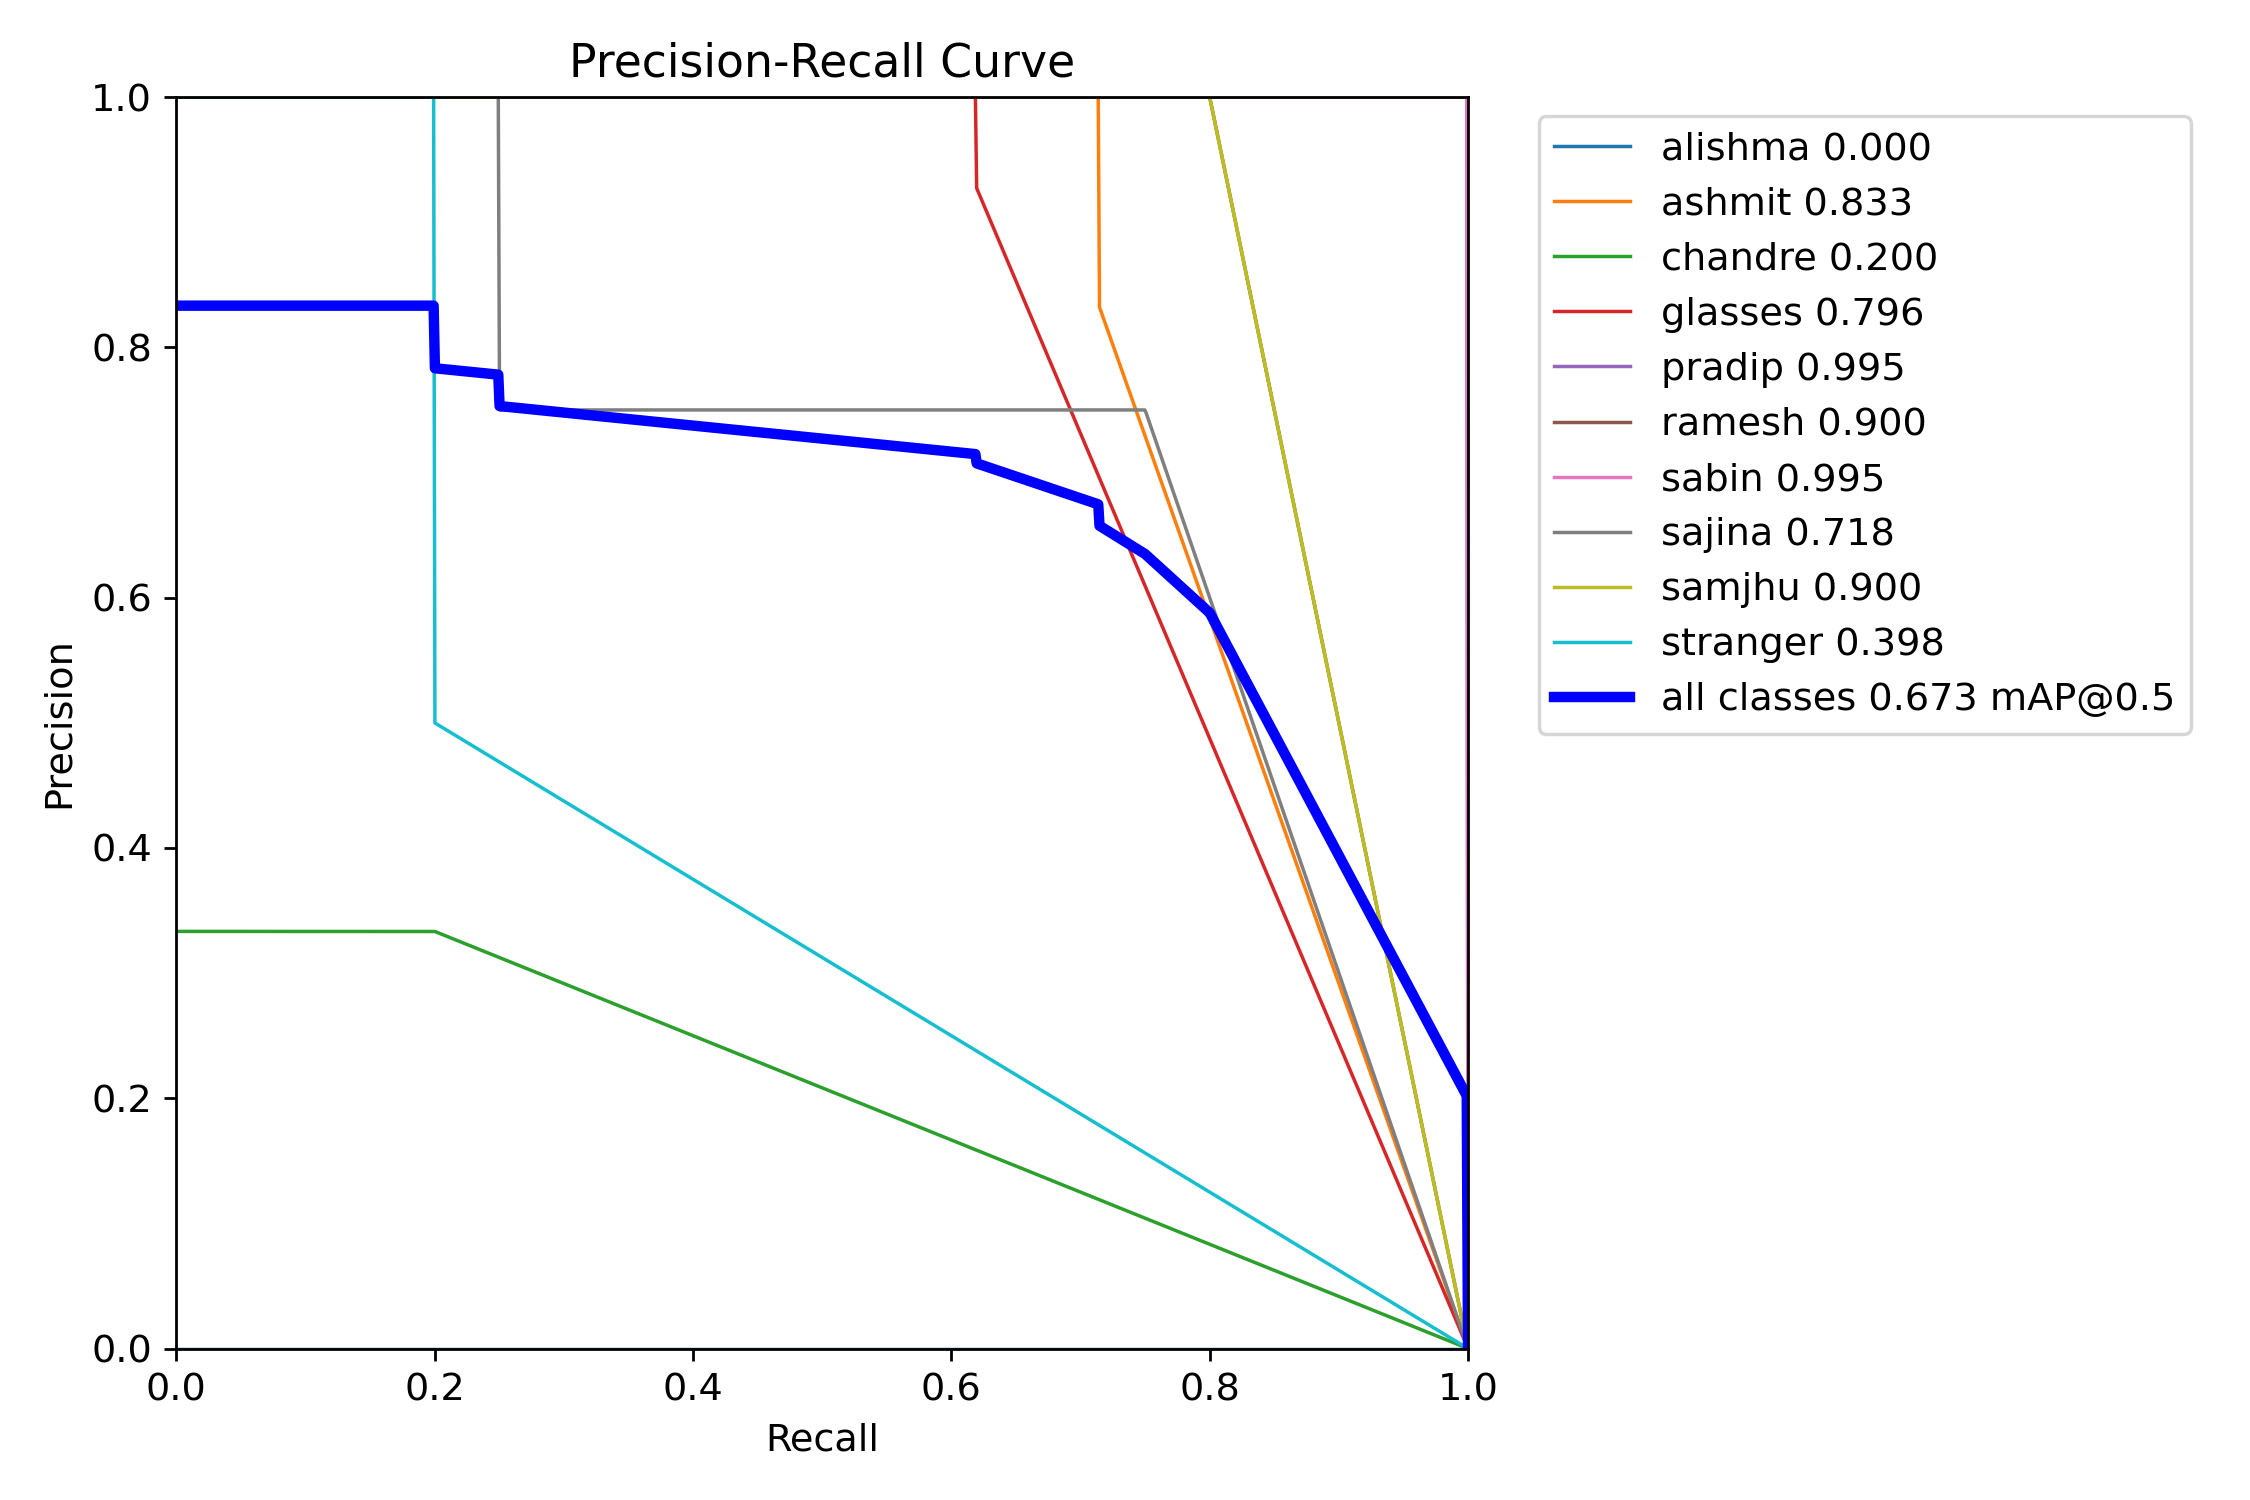 Precision-Recall Curve
1.0
0.8
0.6
0.4
0.2
0.0
Precision
0.0 0.2 0.4 0.6 0.8 1.0
Recall
alishma 0.000
ashmit 0.833
chandre 0.200
glasses 0.796
pradip 0.995
ramesh 0.900
sabin 0.995
sajina 0.718
samjhu 0.900
stranger 0.398
all classes 0.673 mAP@0.5